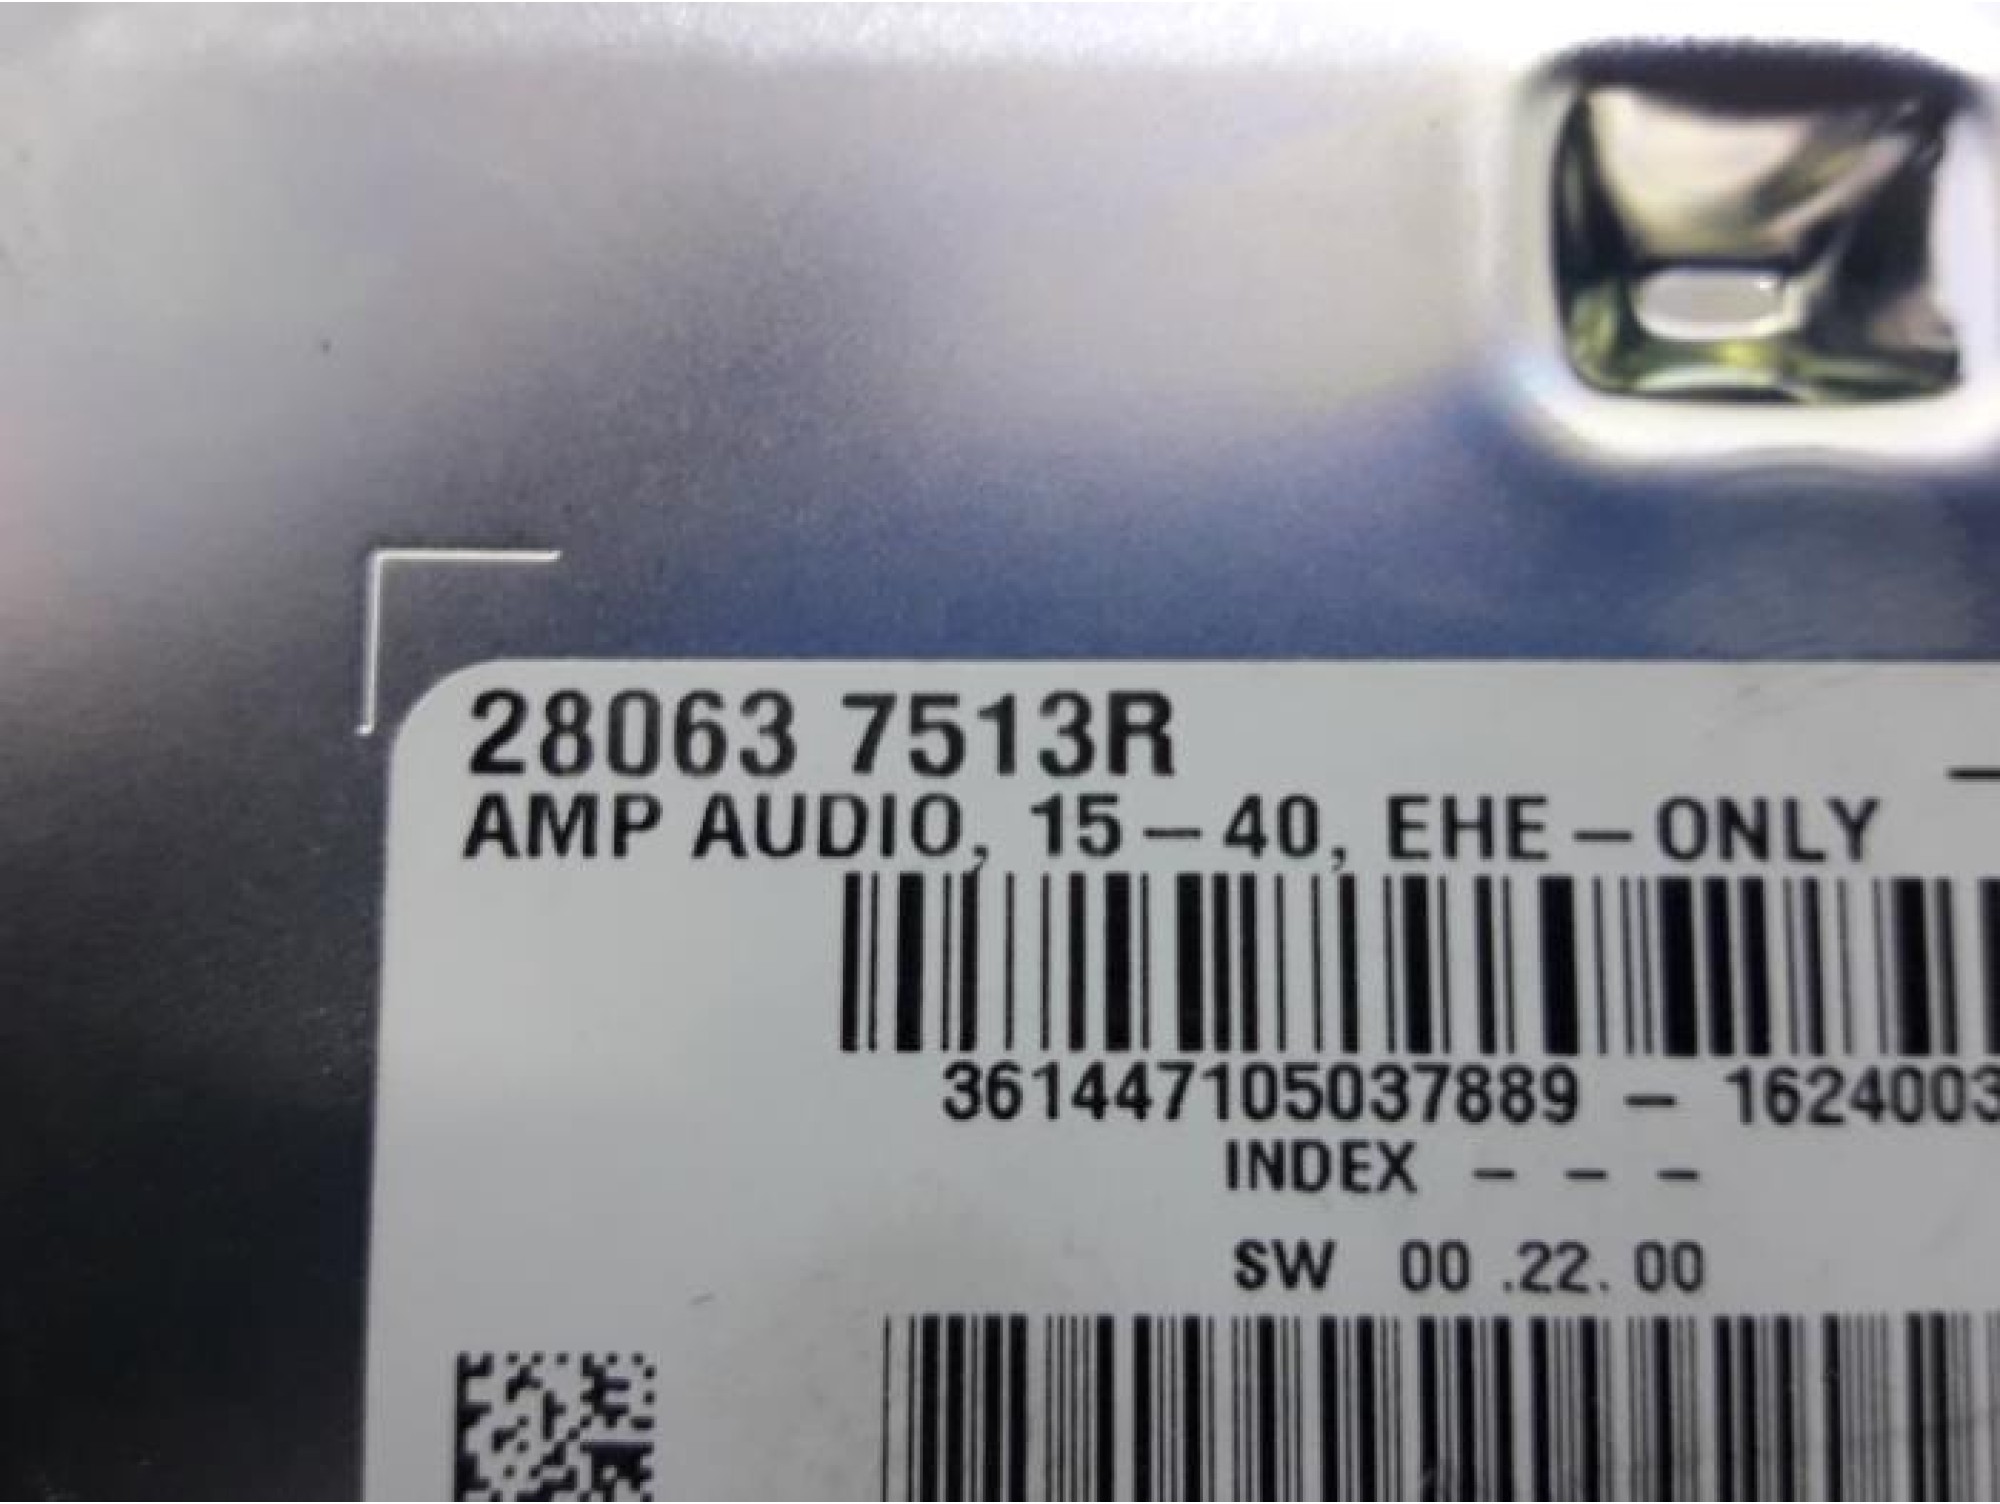 28063 7513R
AMP AUDIO, 15-40, EHE-ONLY
361447105037889 - 1624003
INDEX - - -
SW 00.22.00